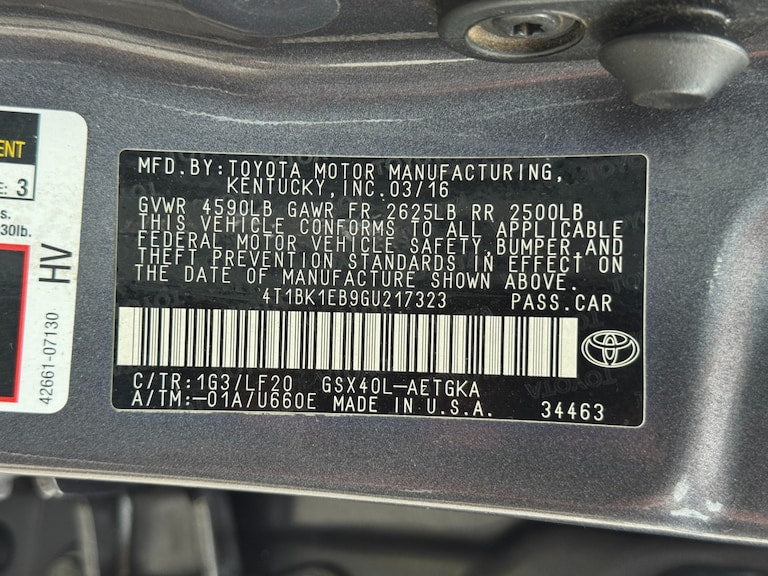 ENT
E: 3
s.
30lb.
HV
42661-07130
MFD.BY:TOYOTA MOTOR MANUFACTURING,
KENTUCKY,INC.03/16
GVWR 4590LB GAWR FR 2625LB RR 2500LB
THIS VEHICLE CONFORMS TO ALL APPLICABLE
FEDERAL MOTOR VEHICLE SAFETY,BUMPER,AND
THEFT PREVENTION STANDARDS IN EFFECT ON
THE DATE OF MANUFACTURE SHOWN ABOVE.
4T1BK1EB9GU217323 PASS.CAR
C/TR:1G3/LF20 GSX40L-AETGKA
A/TM:-01A/U660E MADE IN U.S.A. 34463